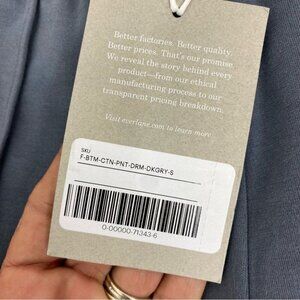 Better factories. Better quality.
Better prices. That's our promise.
We reveal the story behind every
product—from our ethical
manufacturing process to our
transparent pricing breakdown.
Visit everlane.com to learn more
SKU
F-BTM-CTN-PNT-DRM-DKGRY-S
0-00000-71343-6